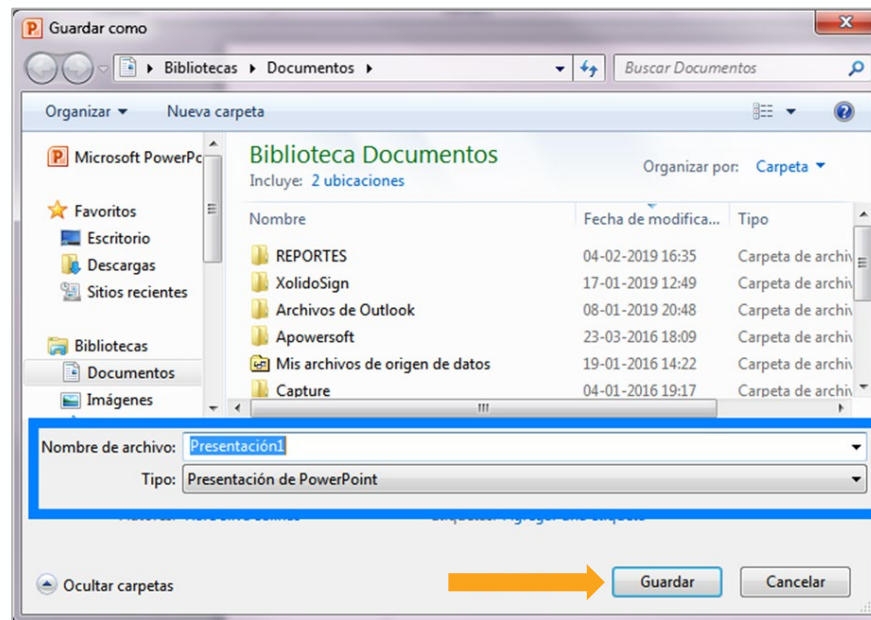 Guardar como
Bibliotecas Documentos
Buscar Documentos
Organizar Nueva carpeta
Microsoft PowerPo
Biblioteca Documentos
Incluye: 2 ubicaciones
Organizar por: Carpeta
Favoritos
Escritorio
Descargas
Sitios recientes
Bibliotecas
Documentos
Imágenes
Nombre Fecha de modifica... Tipo
REPORTES 04-02-2019 16:35 Carpeta de archiv
XolidoSign 17-01-2019 12:49 Carpeta de archiv
Archivos de Outlook 08-01-2019 20:48 Carpeta de archiv
Apowersoft 23-03-2016 18:09 Carpeta de archiv
Mis archivos de origen de datos 19-01-2016 14:22 Carpeta de archiv
Capture 04-01-2016 19:17 Carpeta de archiv
Nombre de archivo: Presentación1
Tipo: Presentación de PowerPoint
Ocultar carpetas
Guardar
Cancelar